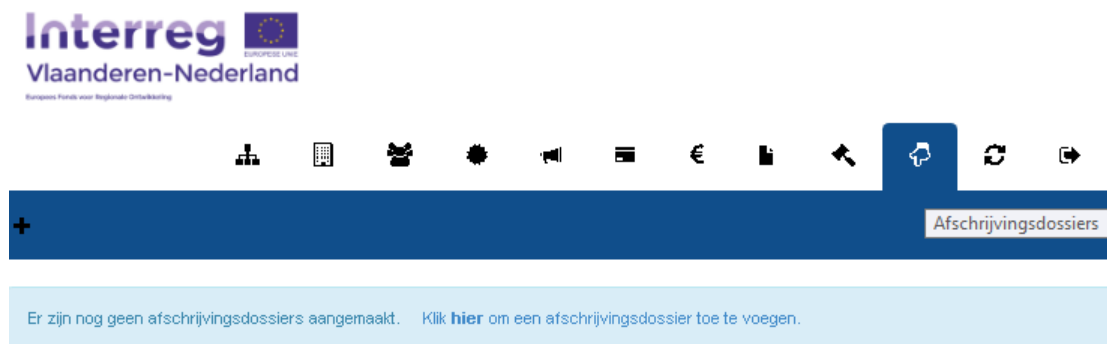 Interreg
EUROPESE UNIE
Vlaanderen-Nederland
Europees Fonds voor Regionale Ontwikkeling
Afschrijvingsdossiers
Er zijn nog geen afschrijvingsdossiers aangemaakt. Klik hier om een afschrijvingsdossier toe te voegen.